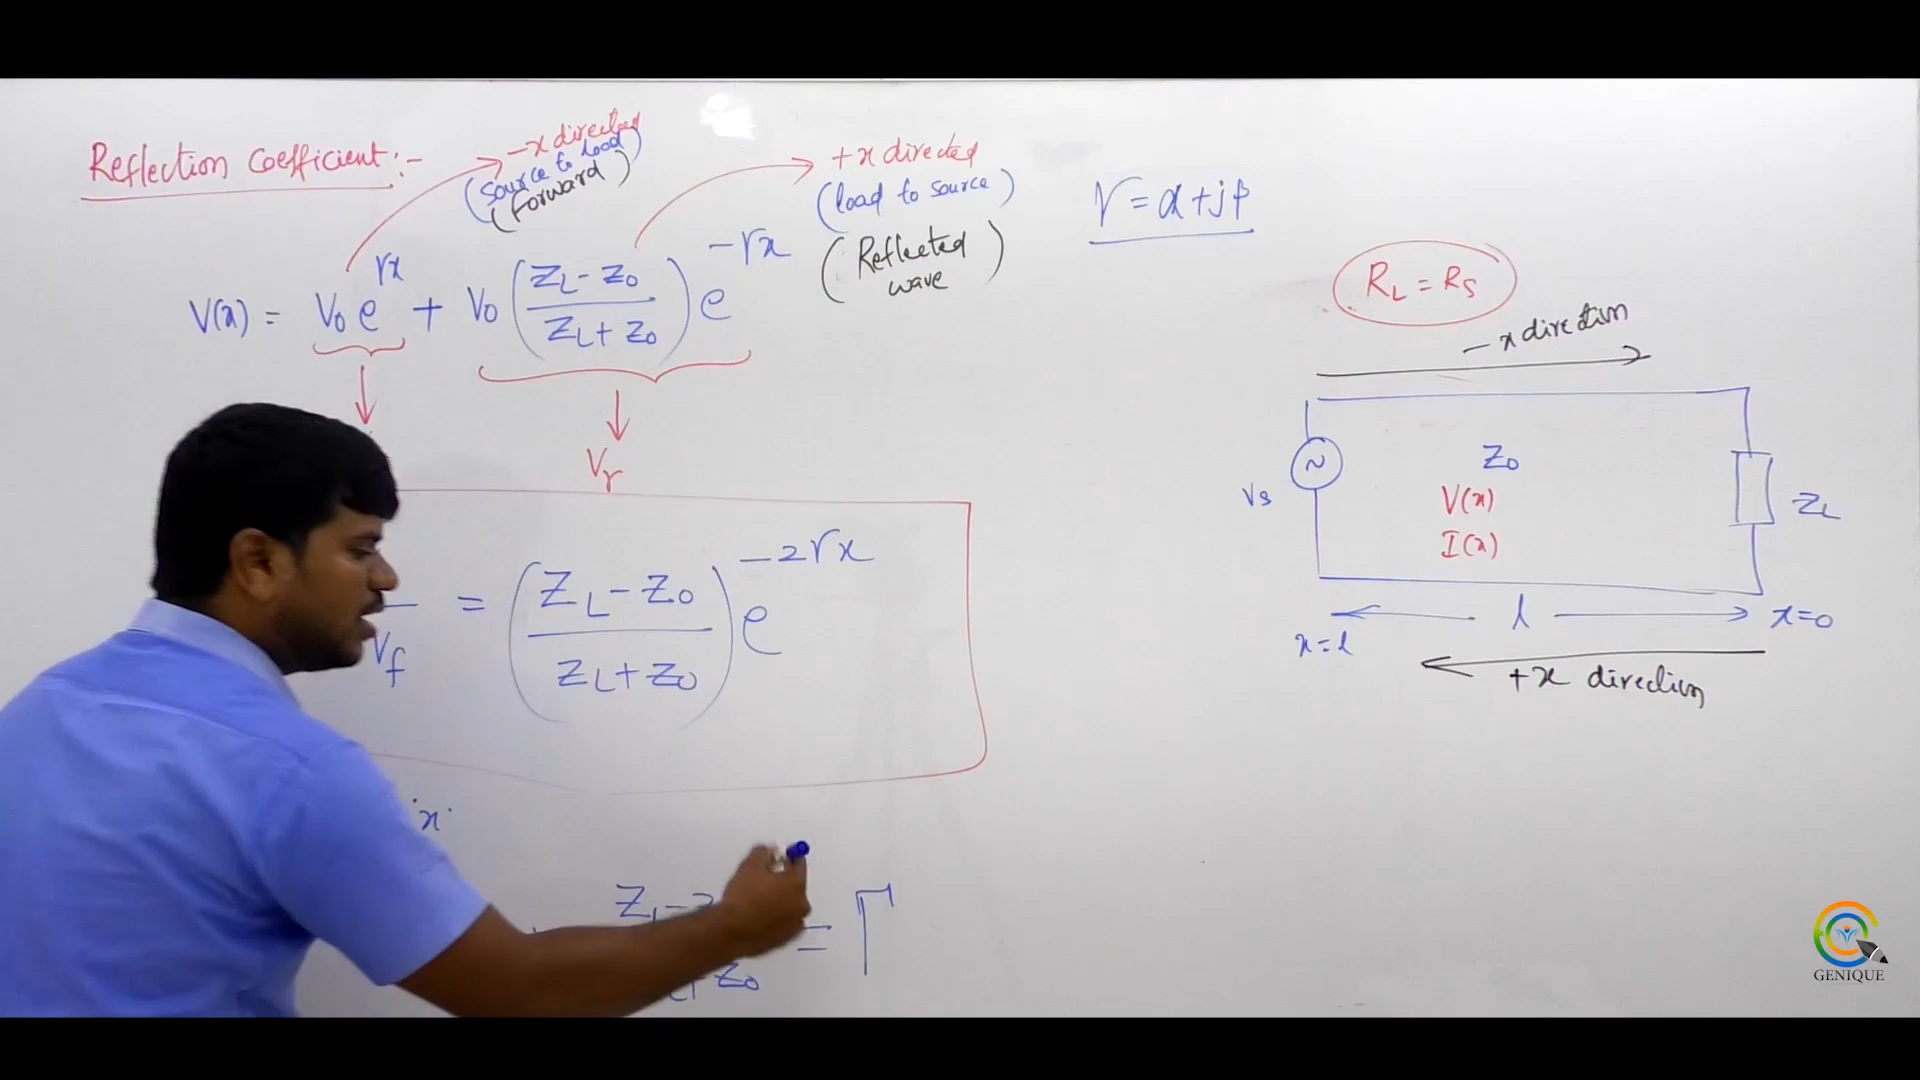 Reflection Coefficient :-
-x directed
(source to load)
(Forward)
+x directed
(load to source)
(Reflected
wave)
γ = α + jβ
V(x) = V0 e^γx + V0 (ZL - Z0 / ZL + Z0) e^-γx
RL = RS
- x direction
Vr
Z0
V(x)
I(x)
Vs
ZL
Vf = (ZL - Z0 / ZL + Z0) e^-2γx
x = l
l
x = 0
+x direction
x
ZL - Z
Z0
= Γ
GENIQUE